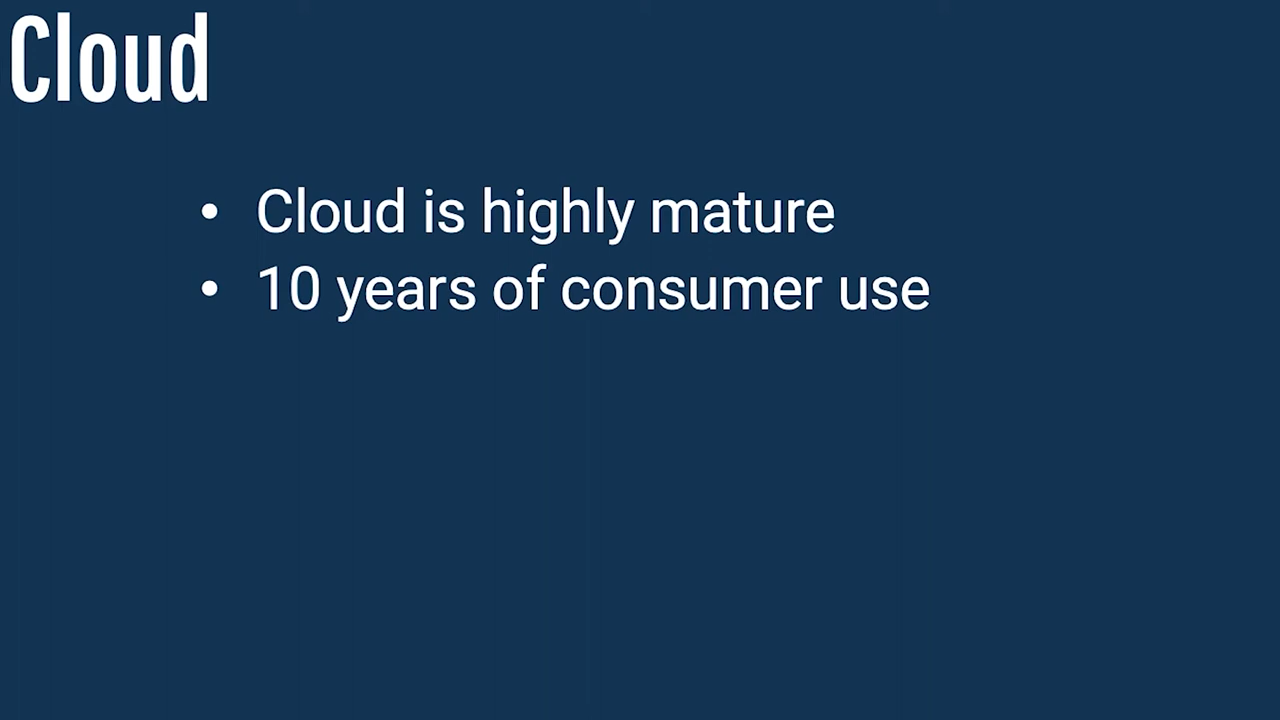 Cloud
• Cloud is highly mature
• 10 years of consumer use